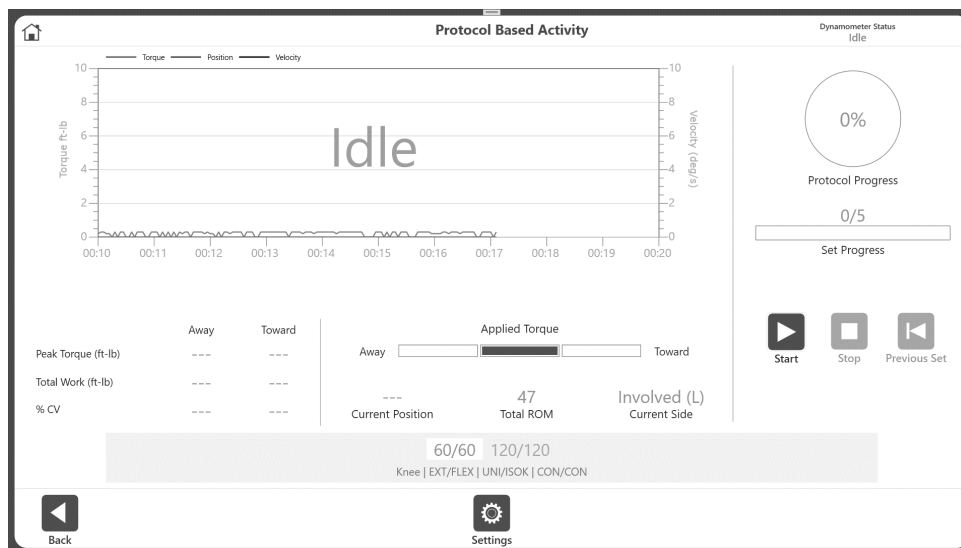 Protocol Based Activity
Dynamometer Status
Idle
Torque Position Velocity
10
8
6
4
2
0
Torque ft-lb
Idle
10
8
6
4
2
0
Velocity (deg/s)
00:10 00:11 00:12 00:13 00:14 00:15 00:16 00:17 00:18 00:19 00:20
0%
Protocol Progress
0/5
Set Progress
Start Stop Previous Set
Away Toward
Peak Torque (ft-lb) --- ---
Total Work (ft-lb) --- ---
% CV --- ---
Applied Torque
Away Toward
--- 47 Involved (L)
Current Position Total ROM Current Side
60/60 120/120
Knee | EXT/FLEX | UNI/ISOK | CON/CON
Back Settings